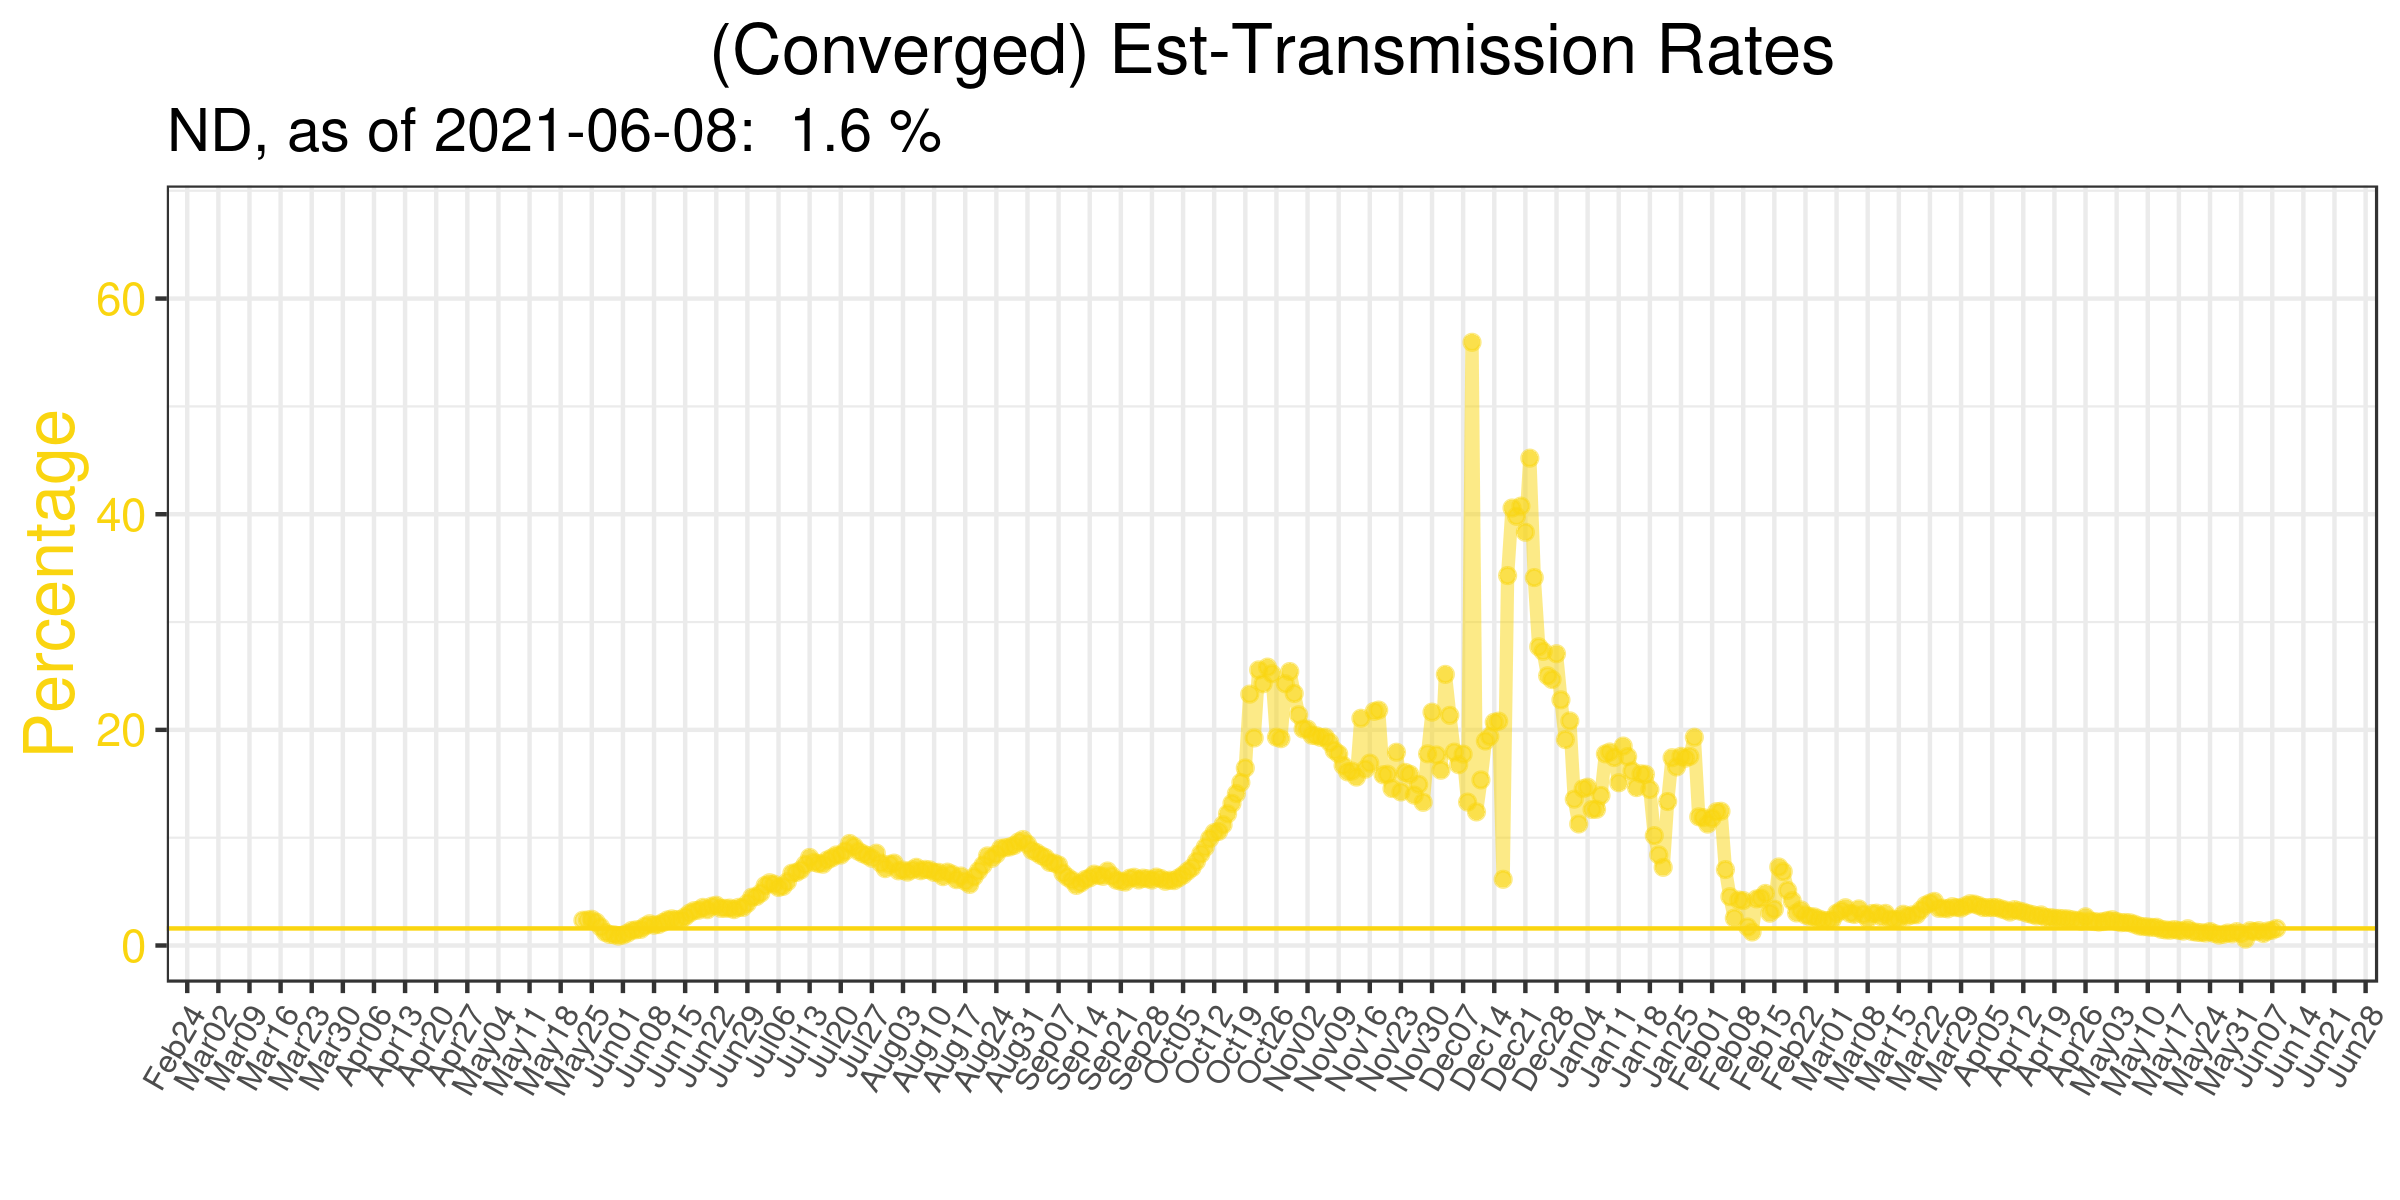 (Converged) Est-Transmission Rates
ND, as of 2021-06-08:  1.6 %
Percentage
60
40
20
0
Feb24
Mar02
Mar09
Mar16
Mar23
Mar30
Apr06
Apr13
Apr20
Apr27
May04
May11
May18
May25
Jun01
Jun08
Jun15
Jun22
Jun29
Jul06
Jul13
Jul20
Jul27
Aug03
Aug10
Aug17
Aug24
Aug31
Sep07
Sep14
Sep21
Sep28
Oct05
Oct12
Oct19
Oct26
Nov02
Nov09
Nov16
Nov23
Nov30
Dec07
Dec14
Dec21
Dec28
Jan04
Jan11
Jan18
Jan25
Feb01
Feb08
Feb15
Feb22
Mar01
Mar08
Mar15
Mar22
Mar29
Apr05
Apr12
Apr19
Apr26
May03
May10
May17
May24
May31
Jun07
Jun14
Jun21
Jun28